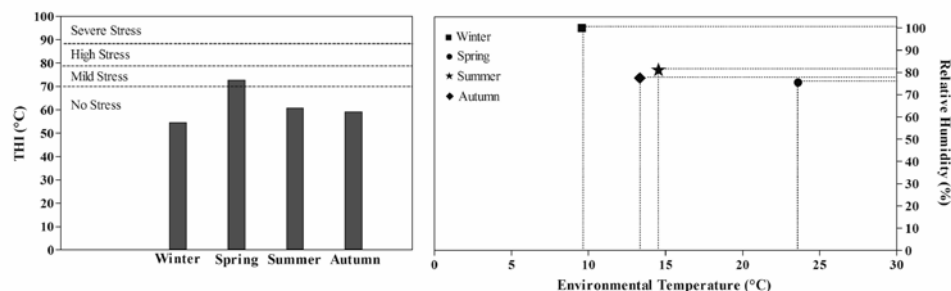 100
90
80
70
60
50
40
30
20
10
0
THI (°C)
Severe Stress
High Stress
Mild Stress
No Stress
Winter Spring Summer Autumn
Winter
Spring
Summer
Autumn
100
90
80
70
60
50
40
30
20
10
0
Relative Humidity (%)
0 5 10 15 20 25 30
Environmental Temperature (°C)